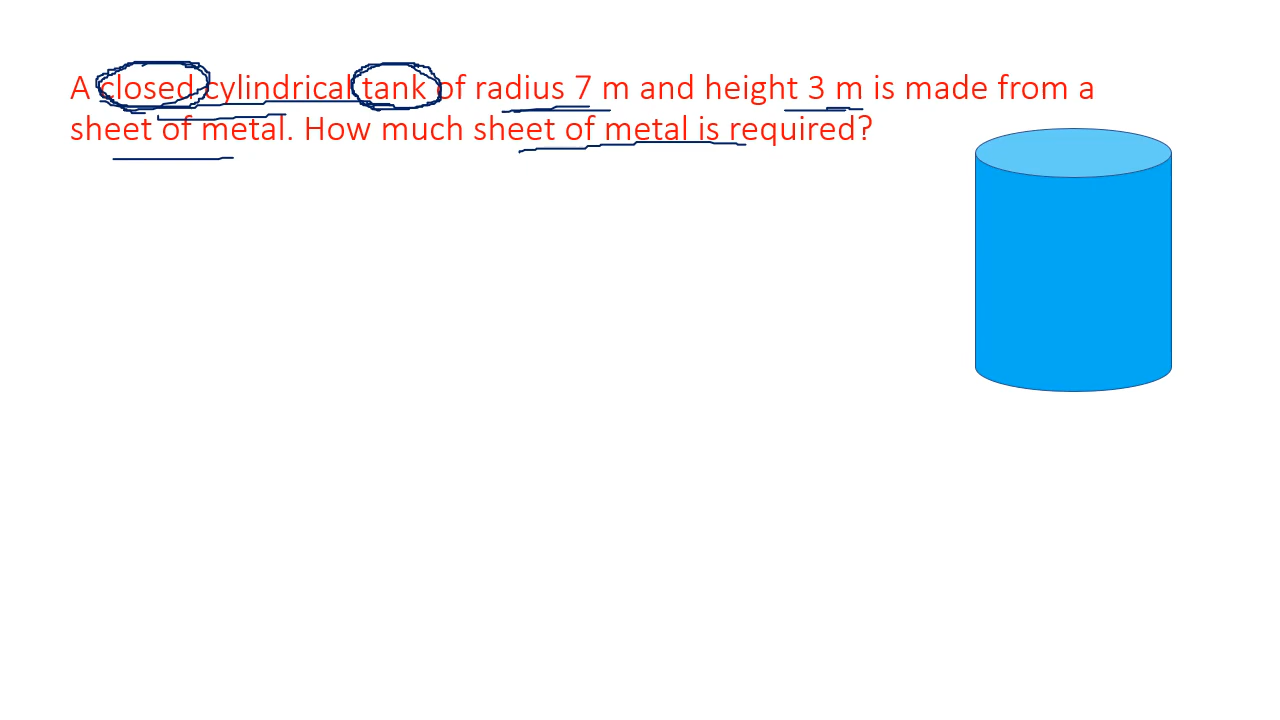 A closed cylindrical tank of radius 7 m and height 3 m is made from a
sheet of metal. How much sheet of metal is required?